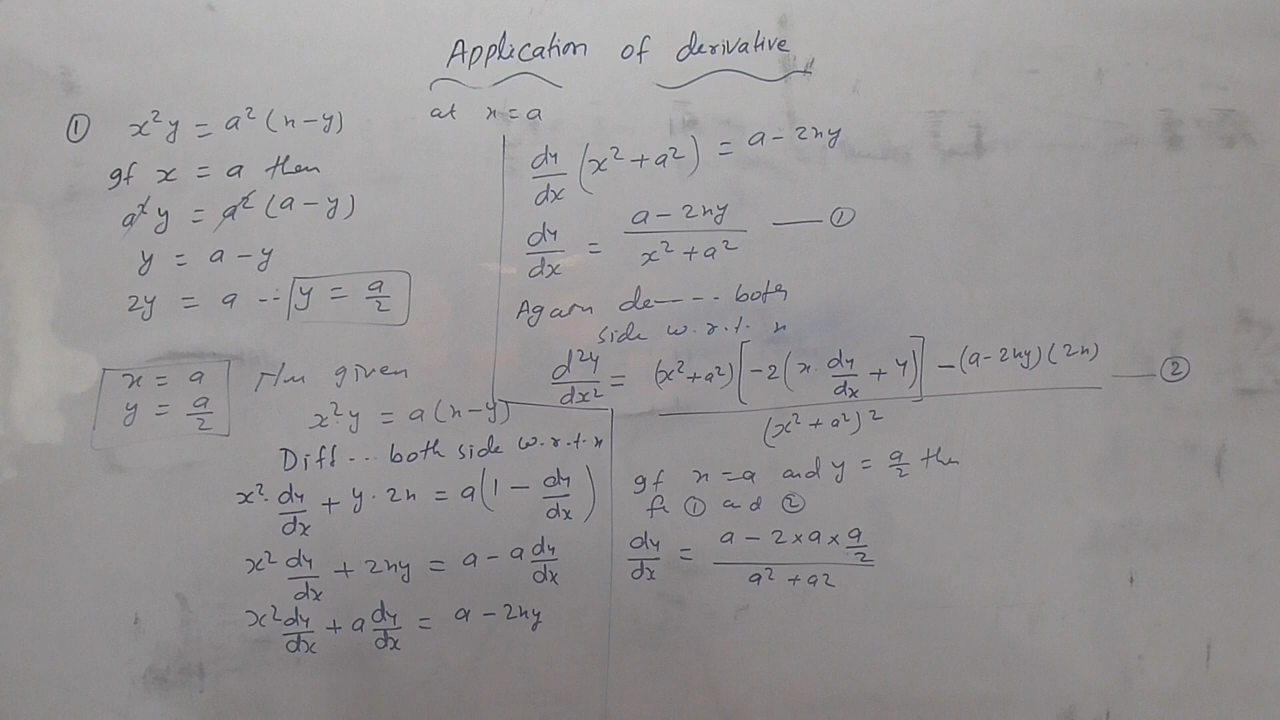 Application of derivative
① x²y = a²(x-y) at x = a
If x = a then
a²y = a²(a-y)
y = a-y
2y = a ∴ y = a/2
x = a
y = a/2
The given
x²y = a(x-y)
Diff... both side w.r.t. x
x². dy/dx + y·2x = a(1 - dy/dx)
x² dy/dx + 2xy = a - a dy/dx
x² dy/dx + a dy/dx = a - 2xy
dy/dx (x²+a²) = a - 2xy
dy/dx = (a-2xy)/(x²+a²) — ①
Again de---- both
side w.r.t. x
d²y/dx² = (x²+a²)[-2(x·dy/dx + y)] - (a-2xy)(2x) / (x²+a²)² — ②
If x = a and y = a/2 then
① and ②
dy/dx = (a - 2×a×a/2)/(a²+a²)